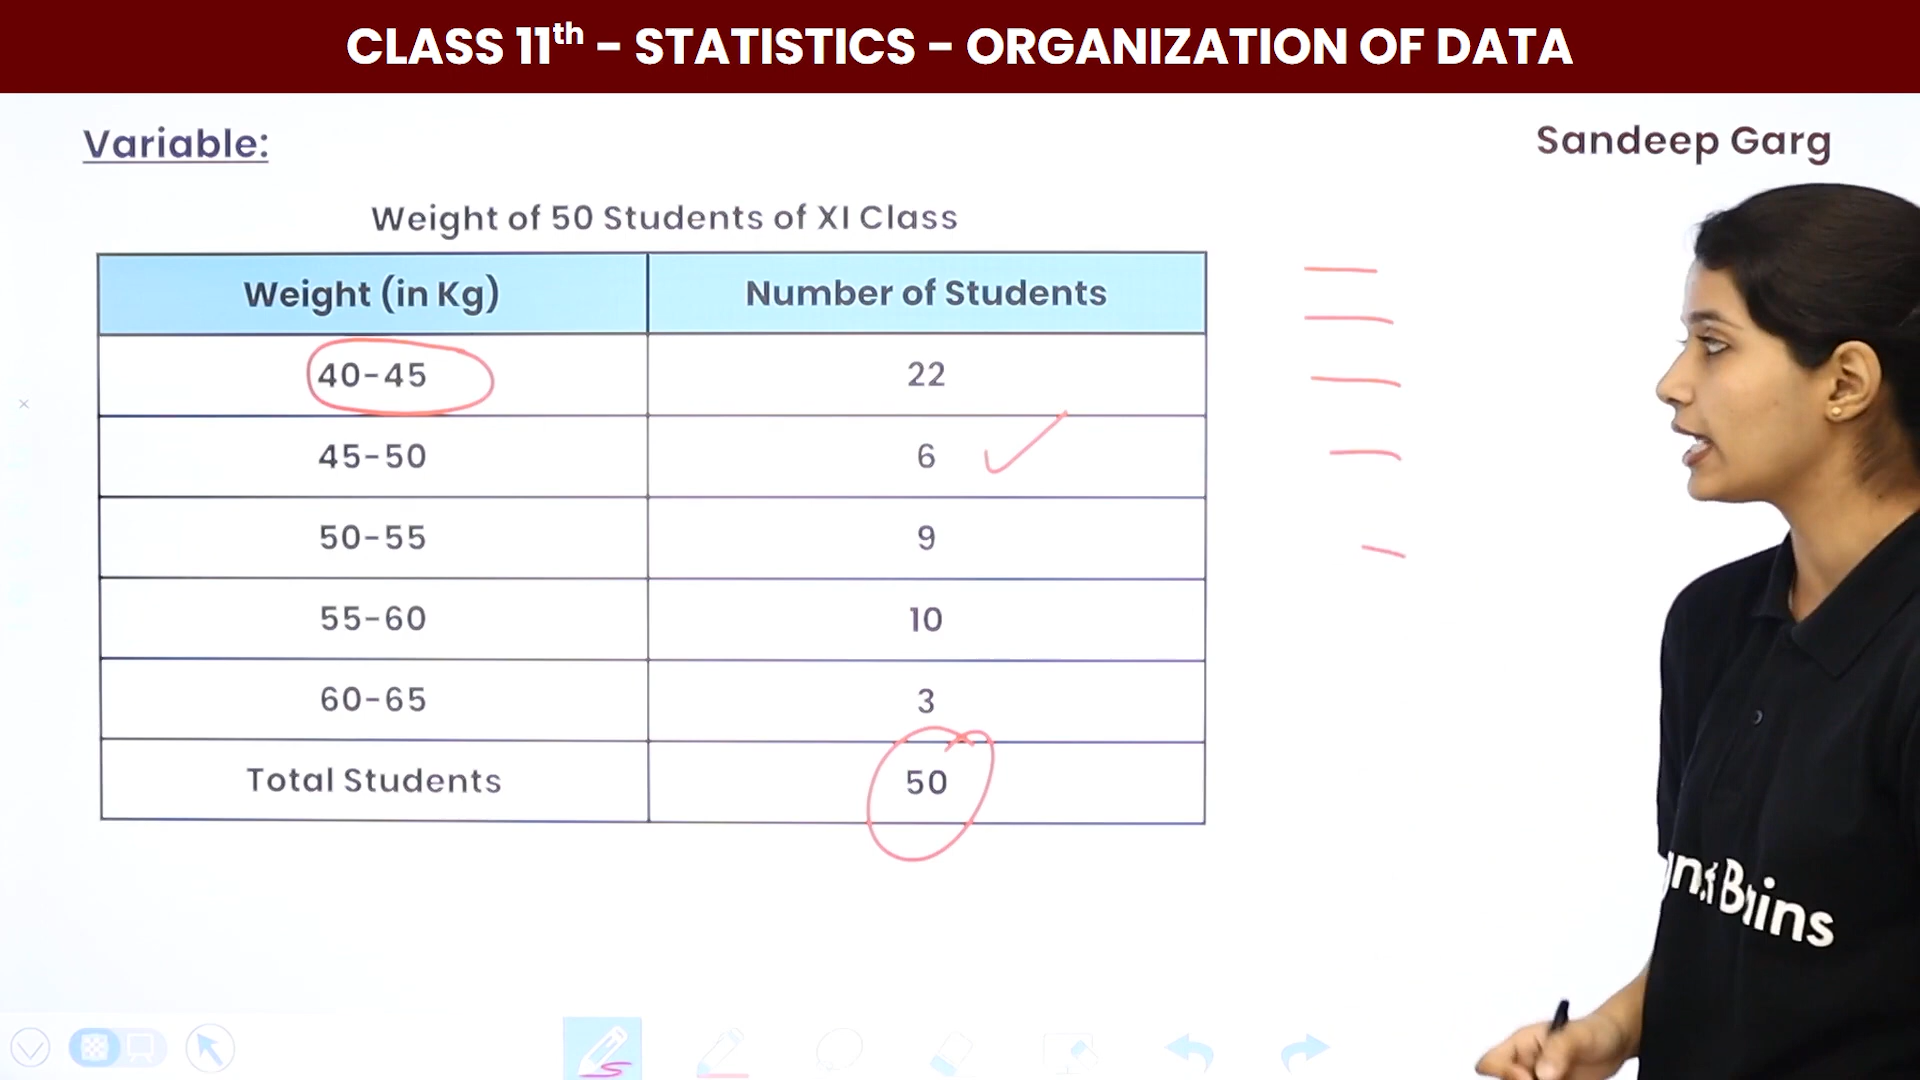 CLASS 11th - STATISTICS - ORGANIZATION OF DATA
Variable:
Sandeep Garg
Weight of 50 Students of XI Class
Weight (in Kg) Number of Students
40-45 22
45-50 6
50-55 9
55-60 10
60-65 3
Total Students 50
Brains